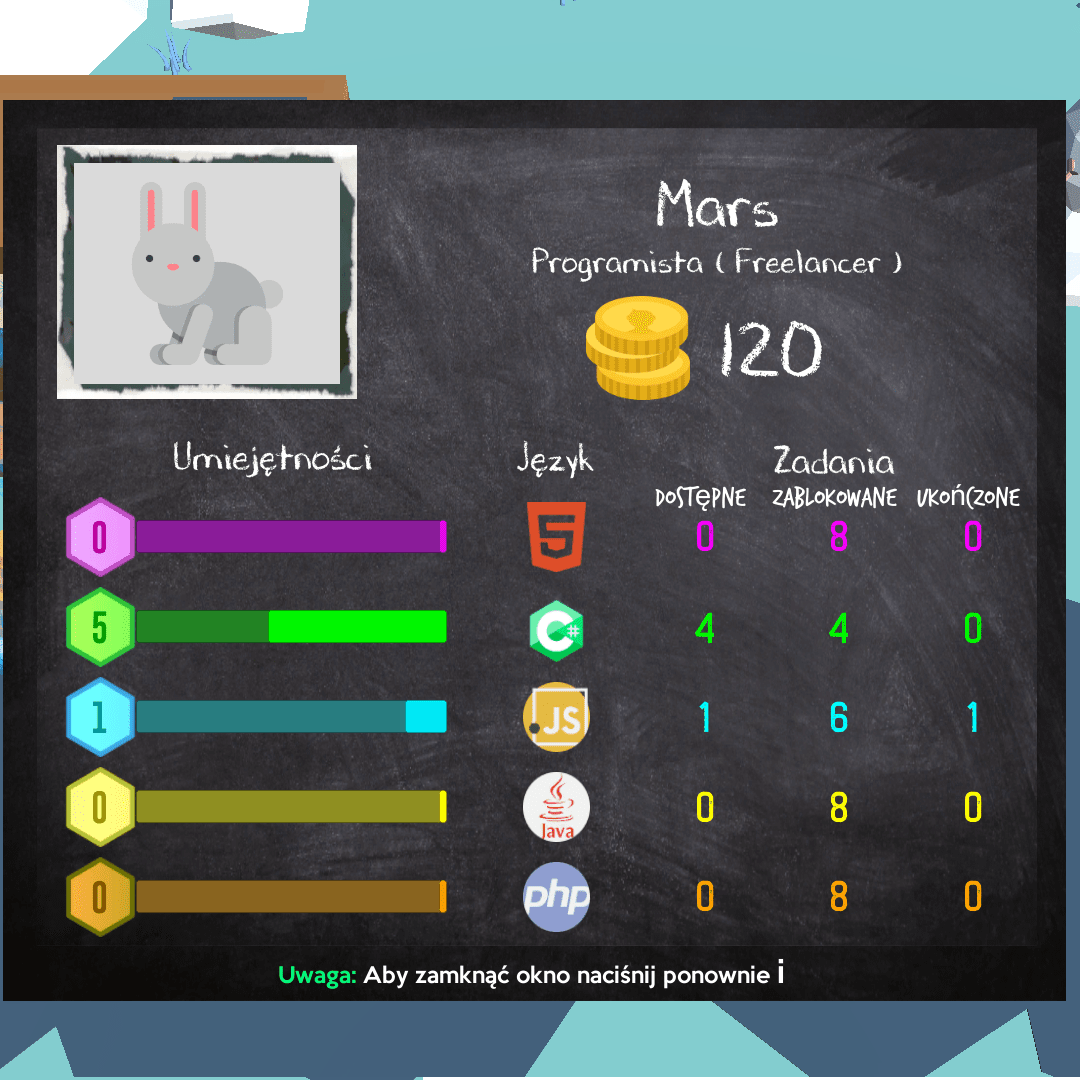 Mars
Programista ( Freelancer )
120
Umiejętności Język Zadania
DOSTĘPNE ZABLOKOWANE UKOŃCZONE
0 5 0 8 0
5 C# 4 4 0
1 JS 1 6 1
0 Java 0 8 0
0 php 0 8 0
Uwaga: Aby zamknąć okno naciśnij ponownie i